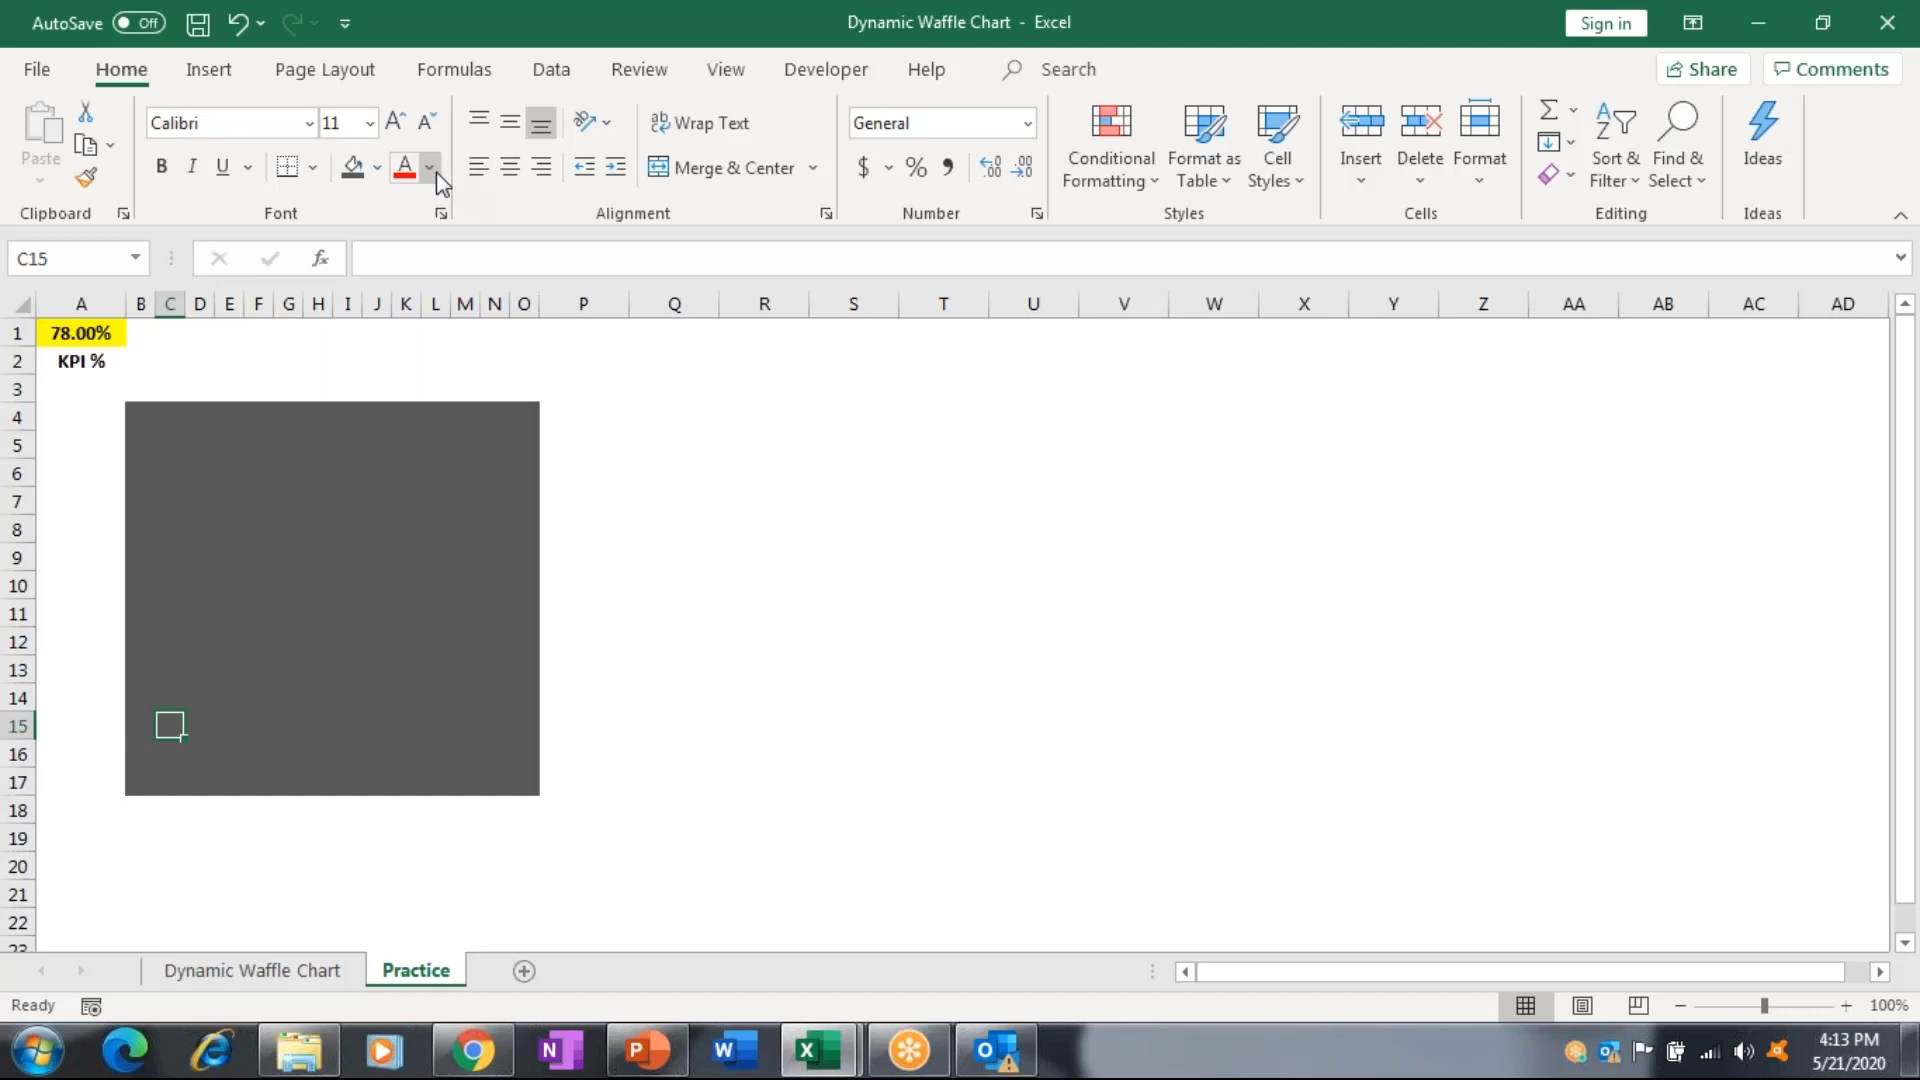 AutoSave Off
Dynamic Waffle Chart - Excel
Sign in
File Home Insert Page Layout Formulas Data Review View Developer Help Search
Share Comments
Paste
Calibri 11
B I U A
Wrap Text
Merge & Center
General
$ % 9
Conditional
Formatting
Format as
Table
Cell
Styles
Insert
Delete
Format
Sort &
Filter
Find &
Select
Ideas
Clipboard Font Alignment Number Styles Cells Editing Ideas
C15 fx
A B C D E F G H I J K L M N O P Q R S T U V W X Y Z AA AB AC AD
1 78.00%
2 KPI %
3
4
5
6
7
8
9
10
11
12
13
14
15
16
17
18
19
20
21
22
23
Dynamic Waffle Chart Practice
Ready 100%
4:13 PM
5/21/2020